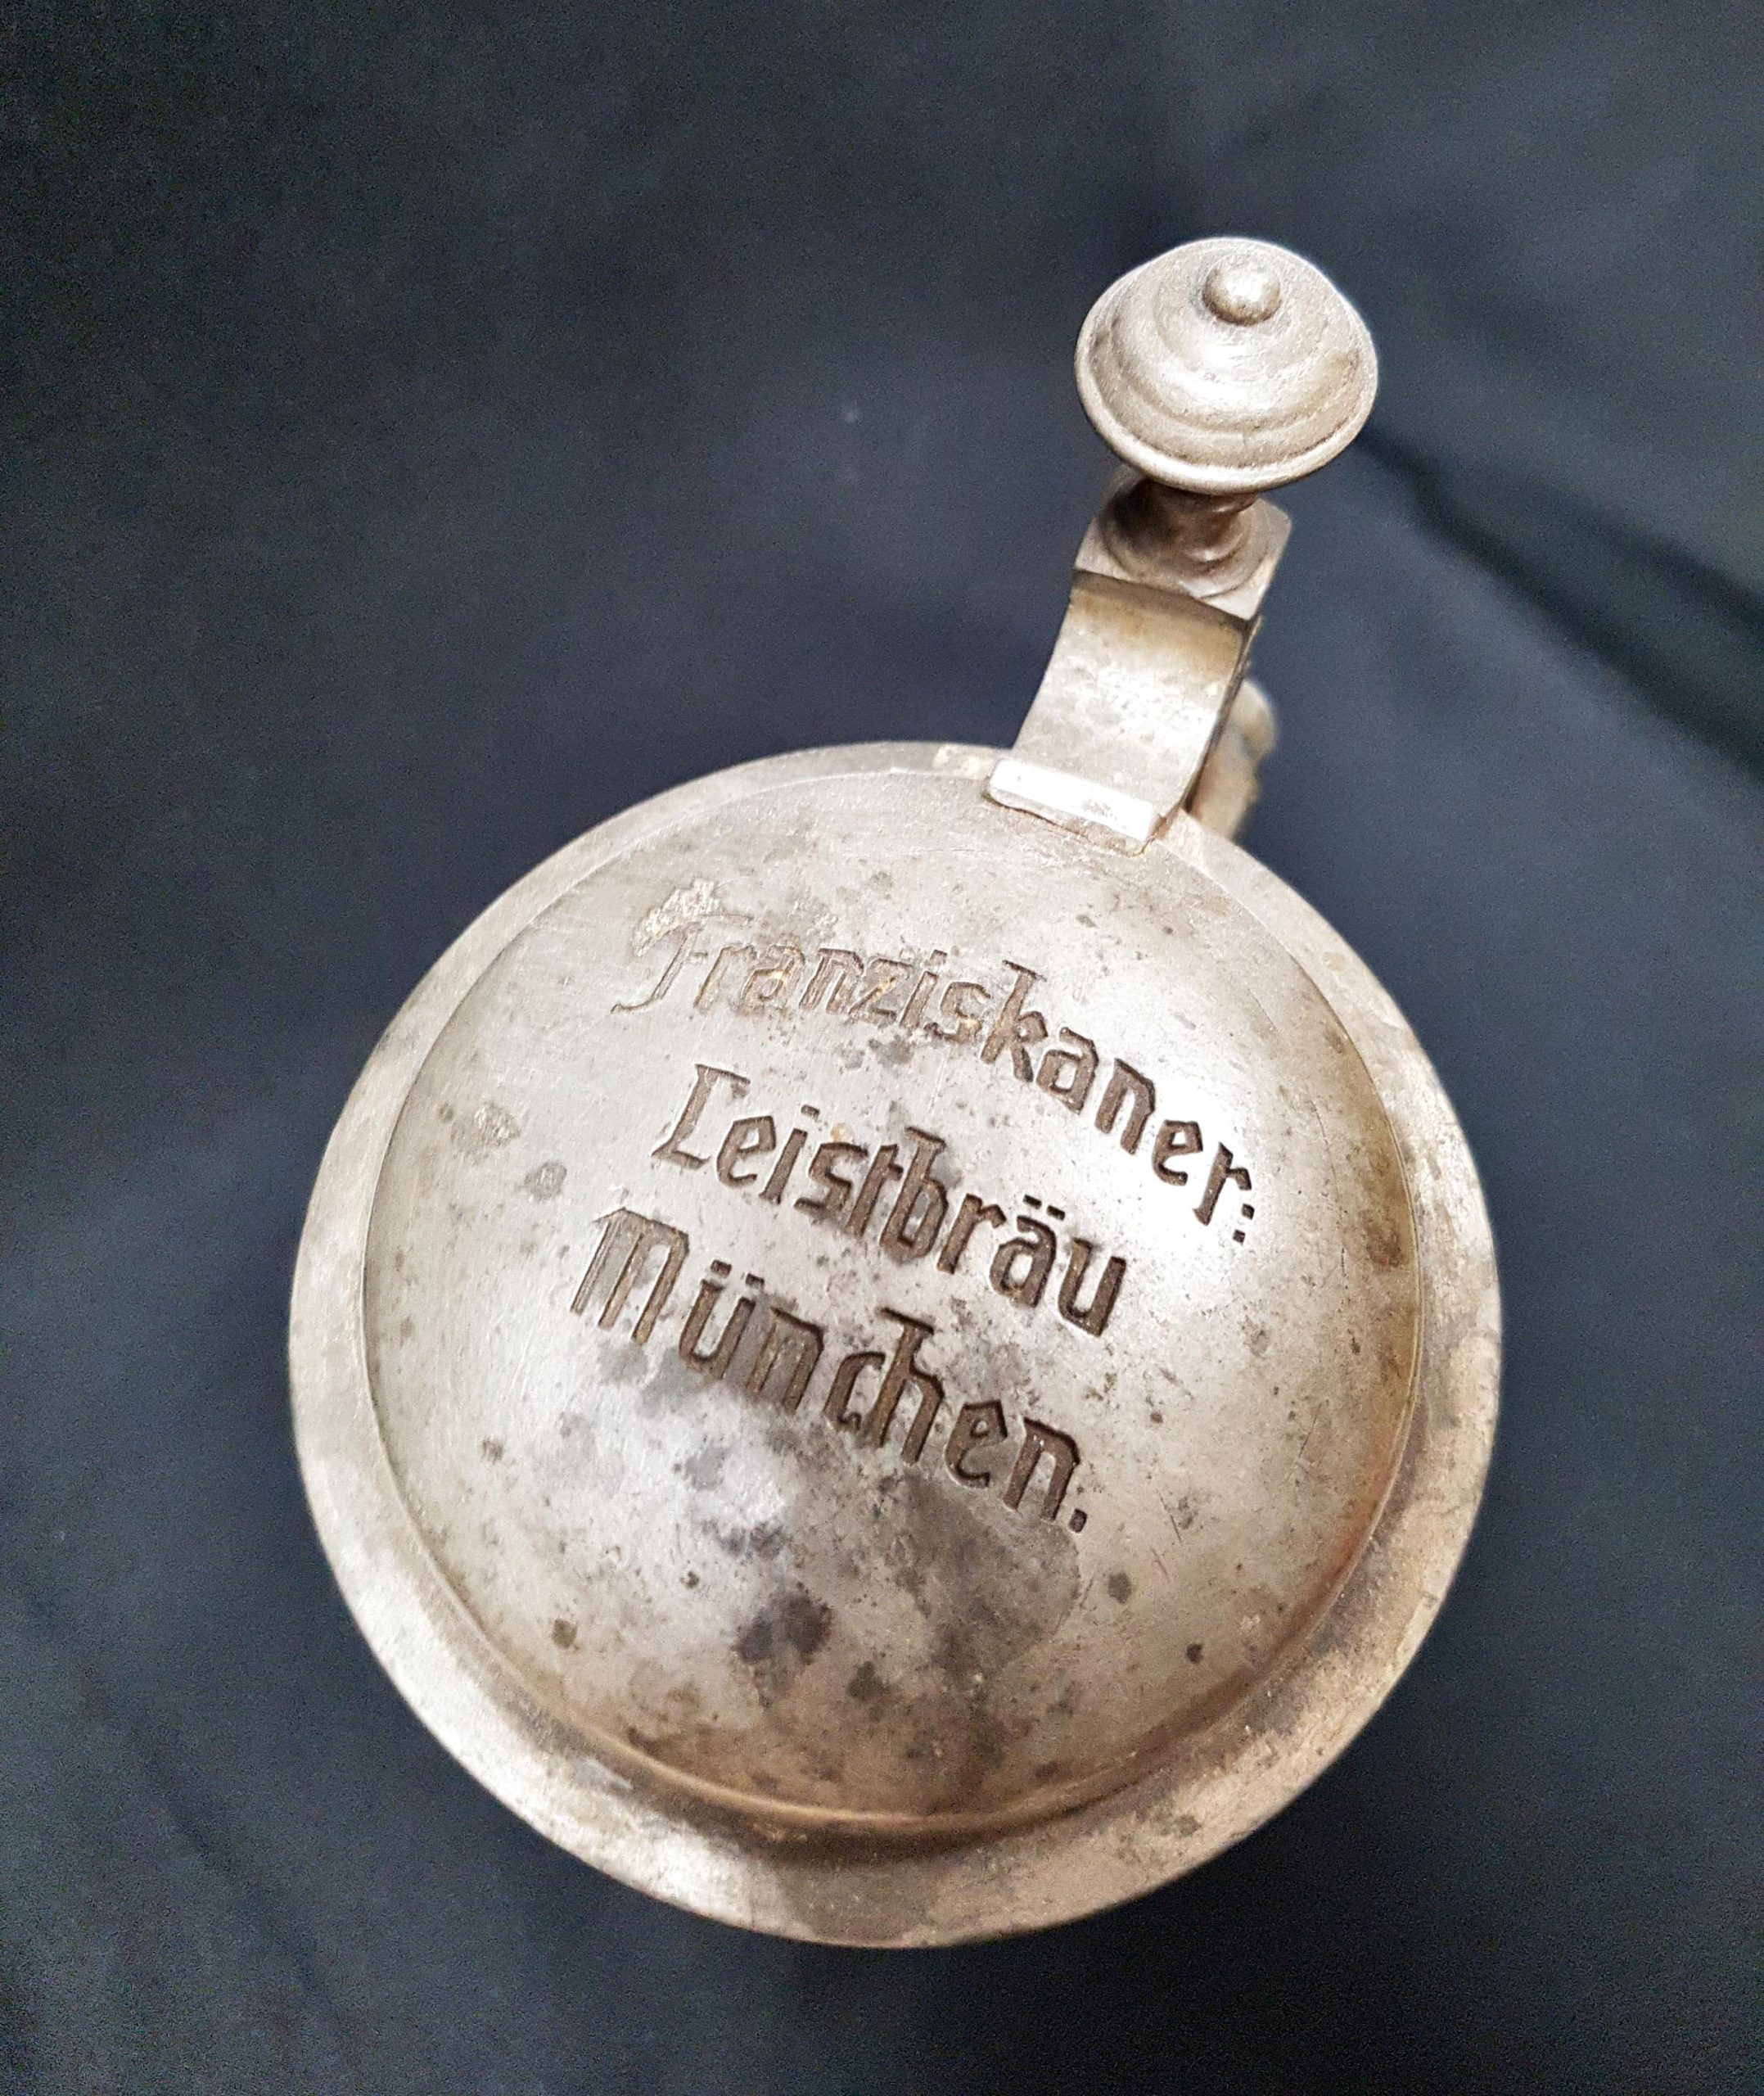 Franziskaner:
Leistbräu
München.